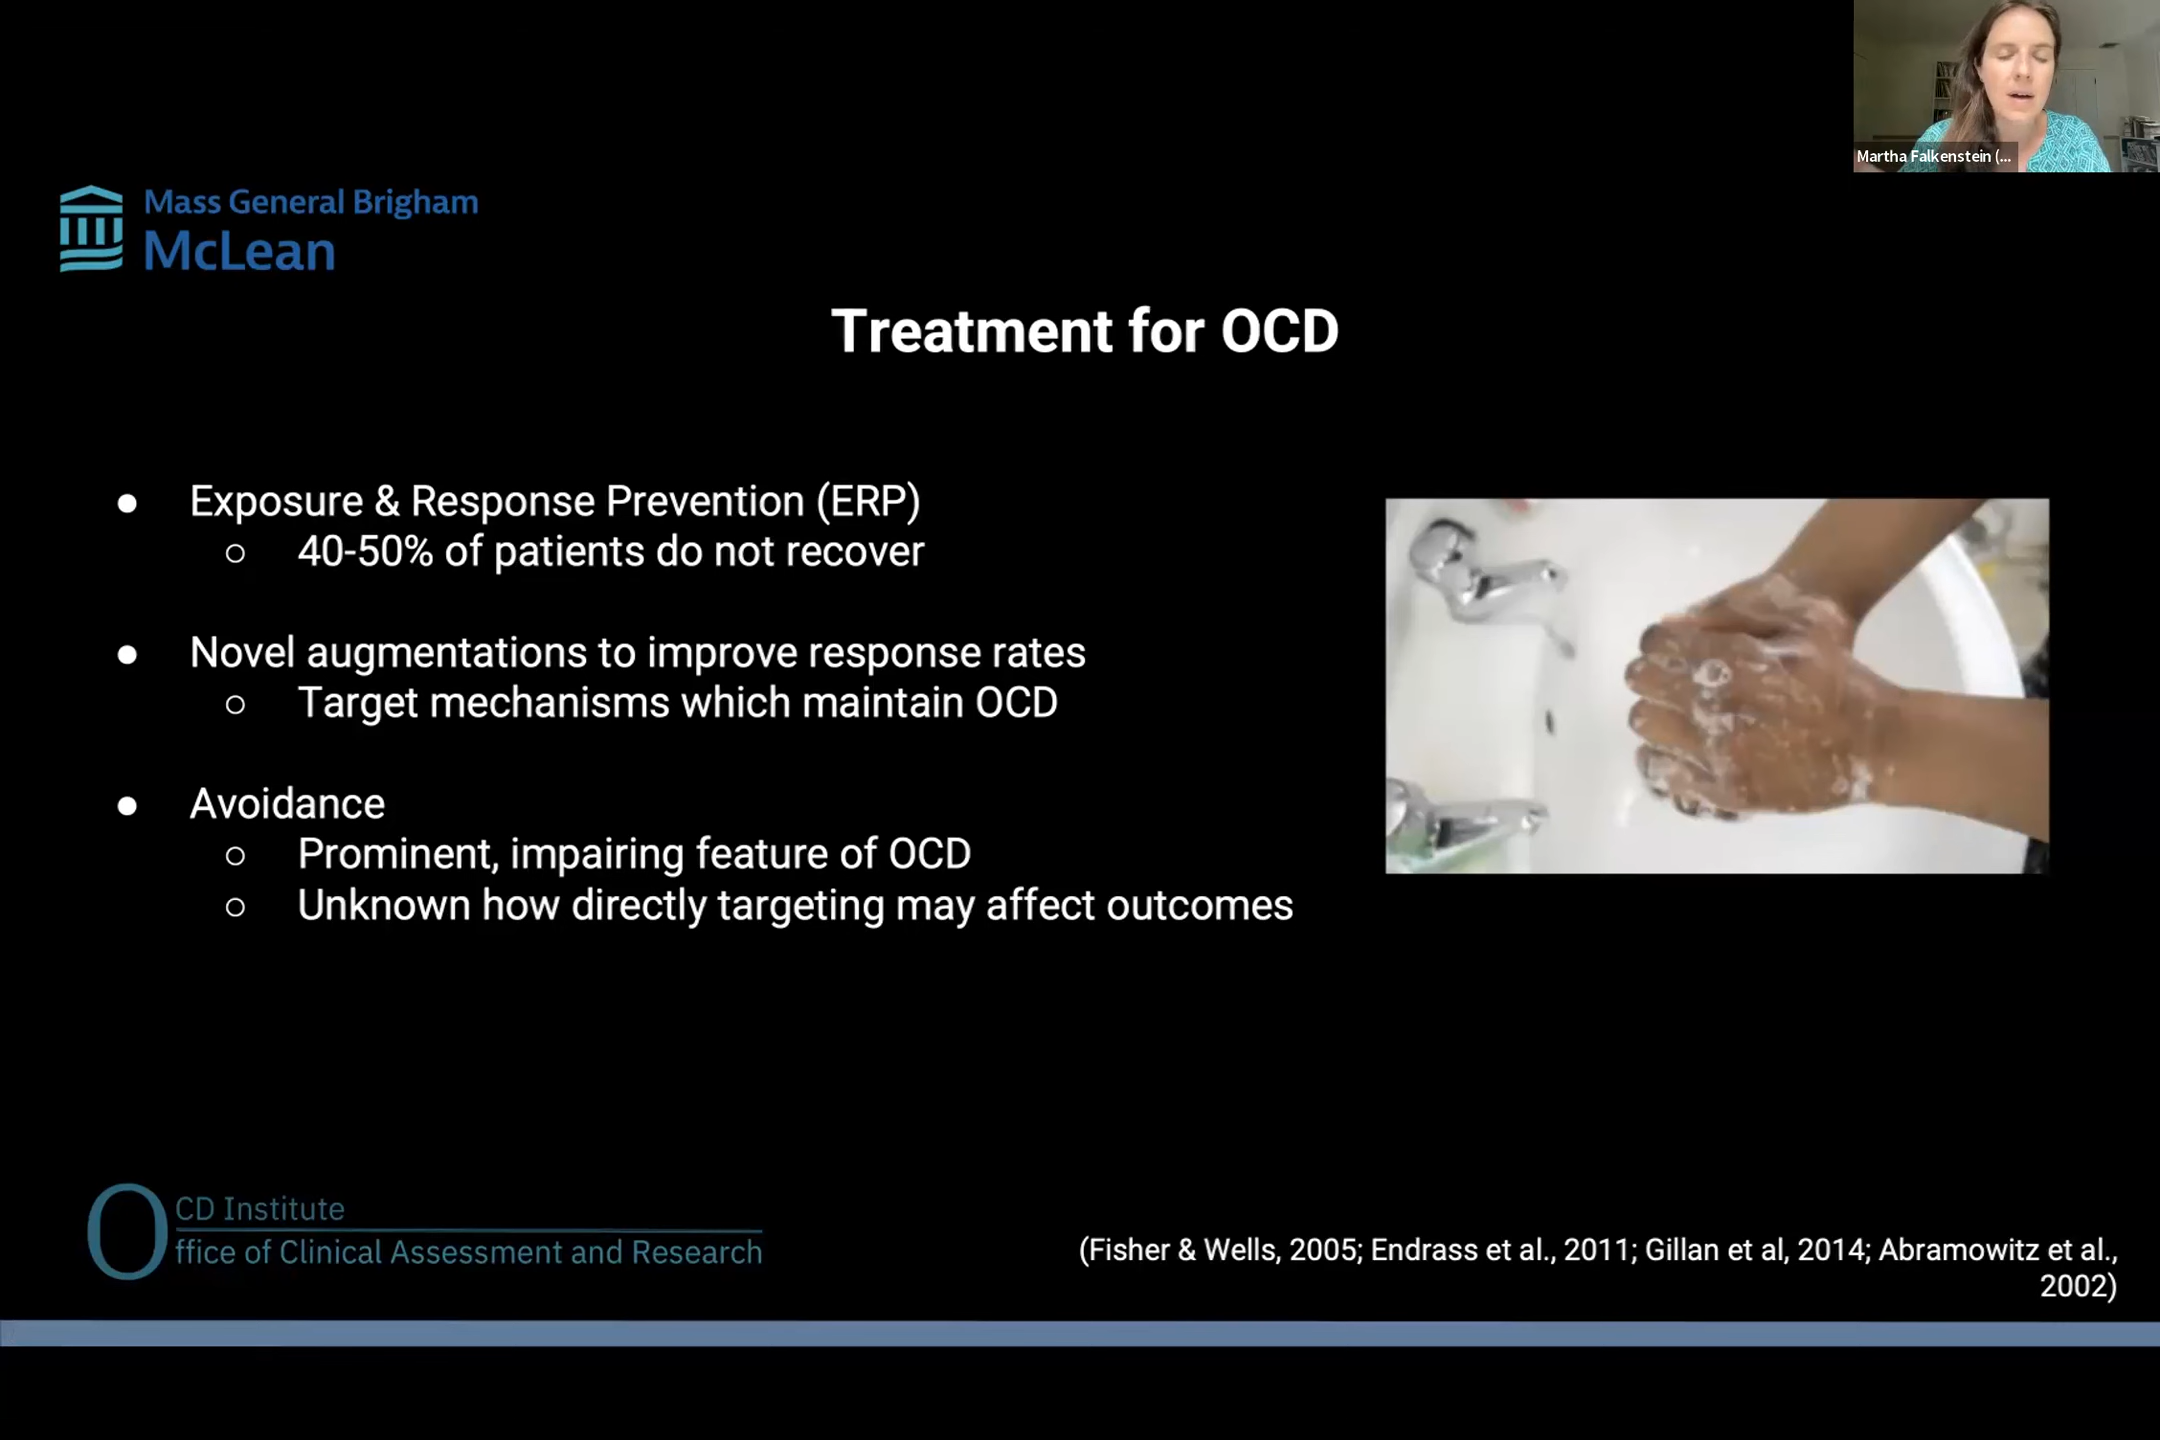 Martha Falkenstein (...
Mass General Brigham
McLean
Treatment for OCD
● Exposure & Response Prevention (ERP)
○ 40-50% of patients do not recover
● Novel augmentations to improve response rates
○ Target mechanisms which maintain OCD
● Avoidance
○ Prominent, impairing feature of OCD
○ Unknown how directly targeting may affect outcomes
OCD Institute
Office of Clinical Assessment and Research
(Fisher & Wells, 2005; Endrass et al., 2011; Gillan et al, 2014; Abramowitz et al.,
2002)